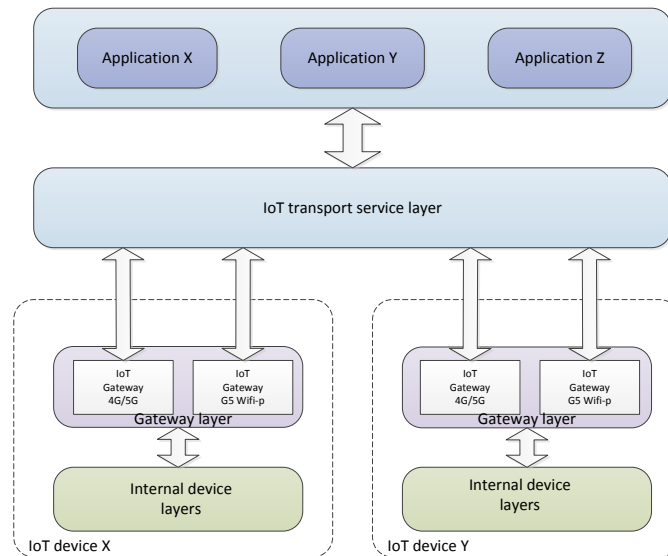 Application X
Application Y
Application Z
IoT transport service layer
IoT
Gateway
4G/5G
IoT
Gateway
G5 Wifi-p
Gateway layer
Internal device
layers
IoT device X
IoT
Gateway
4G/5G
IoT
Gateway
G5 Wifi-p
Gateway layer
Internal device
layers
IoT device Y